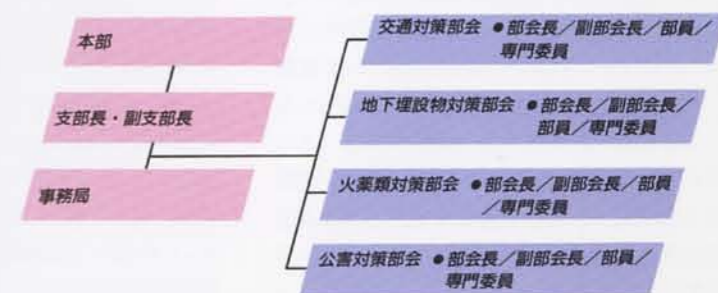 本部
支部長・副支部長
事務局
交通対策部会 ●部会長／副部会長／部員／
専門委員
地下埋設物対策部会 ●部会長／副部会長／
部員／専門委員
火薬類対策部会 ●部会長／副部会長／部員
／専門委員
公害対策部会 ●部会長／副部会長／部員／
専門委員